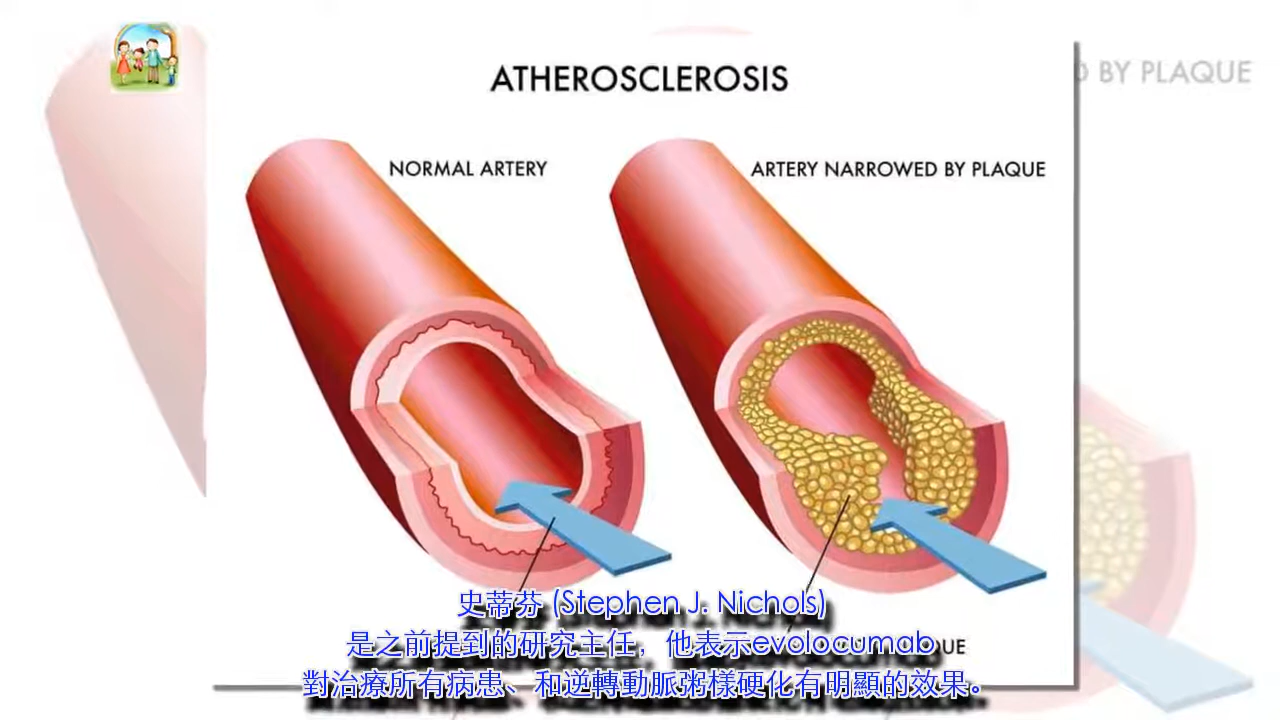 ATHEROSCLEROSIS
BY PLAQUE
NORMAL ARTERY
ARTERY NARROWED BY PLAQUE
史蒂芬 (Stephen J. Nichols)
是之前提到的研究主任，他表示evolocumab
對治療所有病患、和逆轉動脈粥樣硬化有明顯的效果。